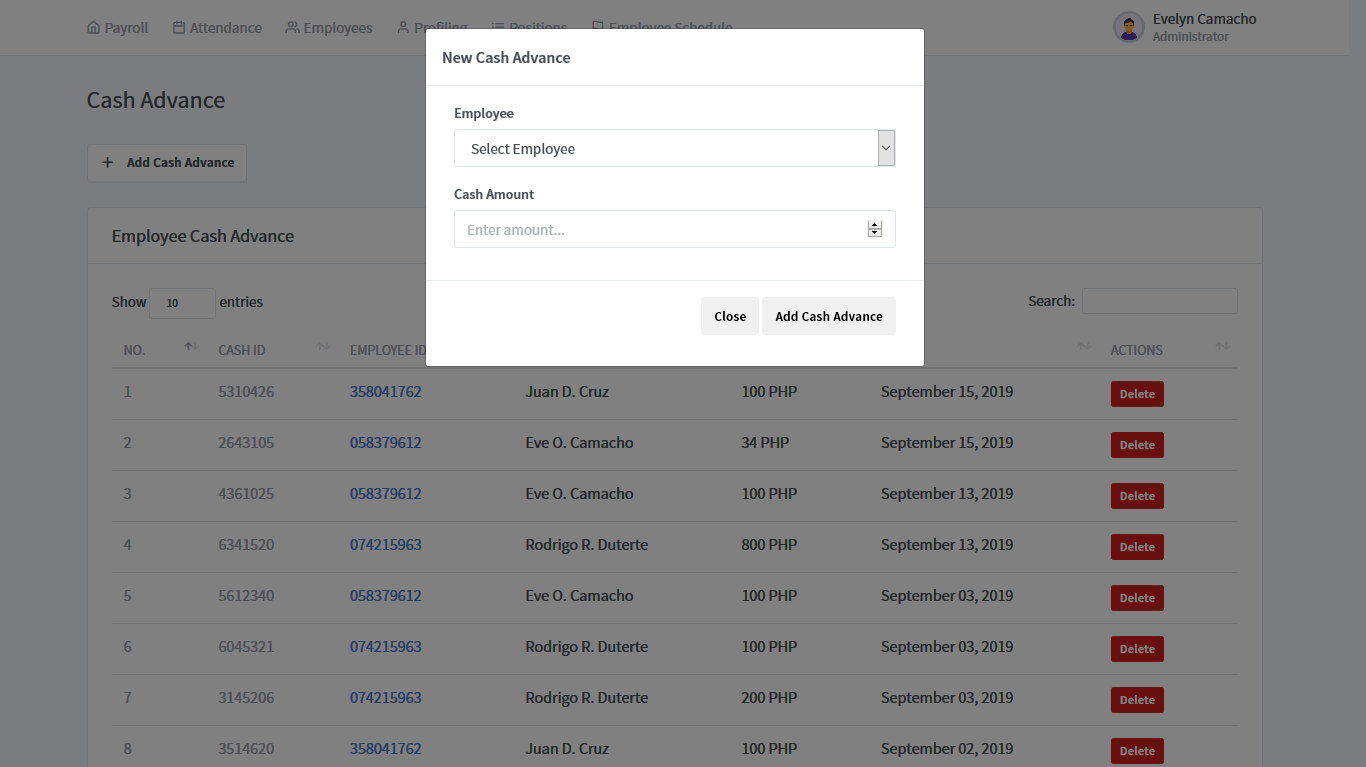 Payroll Attendance Employees Profiling Positions Employee Schedule
Evelyn Camacho
Administrator
New Cash Advance
Cash Advance
Employee
Select Employee
+ Add Cash Advance
Cash Amount
Enter amount...
Employee Cash Advance
Show 10 entries
Search:
Close Add Cash Advance
NO. CASH ID EMPLOYEE ID ACTIONS
1 5310426 358041762 Juan D. Cruz 100 PHP September 15, 2019 Delete
2 2643105 058379612 Eve O. Camacho 34 PHP September 15, 2019 Delete
3 4361025 058379612 Eve O. Camacho 100 PHP September 13, 2019 Delete
4 6341520 074215963 Rodrigo R. Duterte 800 PHP September 13, 2019 Delete
5 5612340 058379612 Eve O. Camacho 100 PHP September 03, 2019 Delete
6 6045321 074215963 Rodrigo R. Duterte 100 PHP September 03, 2019 Delete
7 3145206 074215963 Rodrigo R. Duterte 200 PHP September 03, 2019 Delete
8 3514620 358041762 Juan D. Cruz 100 PHP September 02, 2019 Delete